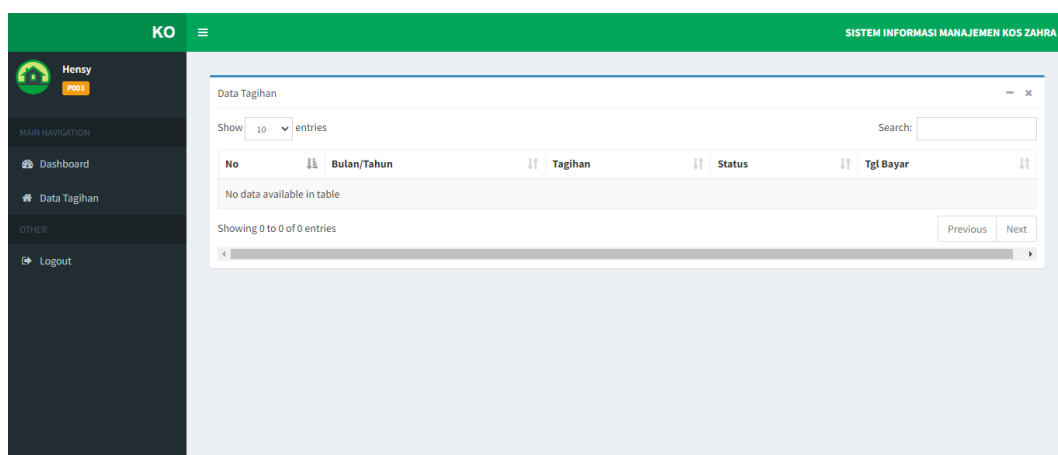 KO
SISTEM INFORMASI MANAJEMEN KOS ZAHRA
Hensy
P001
MAIN NAVIGATION
Dashboard
Data Tagihan
OTHER
Logout
Data Tagihan
Show 10 entries
Search:
No Bulan/Tahun Tagihan Status Tgl Bayar
No data available in table
Showing 0 to 0 of 0 entries
Previous Next